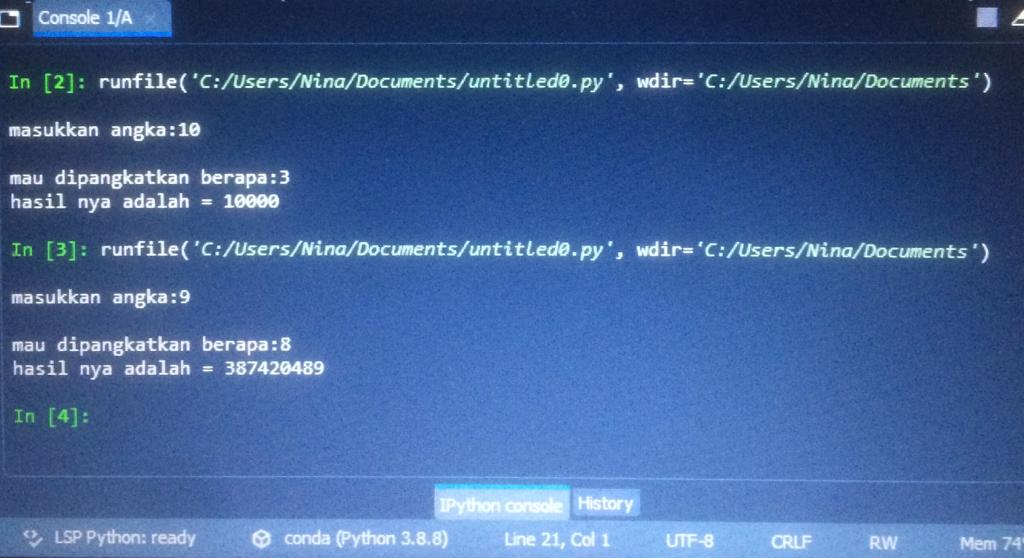 Console 1/A
In [2]: runfile('C:/Users/Nina/Documents/untitled0.py', wdir='C:/Users/Nina/Documents')
masukkan angka:10
mau dipangkatkan berapa:3
hasil nya adalah = 10000
In [3]: runfile('C:/Users/Nina/Documents/untitled0.py', wdir='C:/Users/Nina/Documents')
masukkan angka:9
mau dipangkatkan berapa:8
hasil nya adalah = 387420489
In [4]:
IPython console History
LSP Python: ready conda (Python 3.8.8) Line 21, Col 1 UTF-8 CRLF RW Mem 74